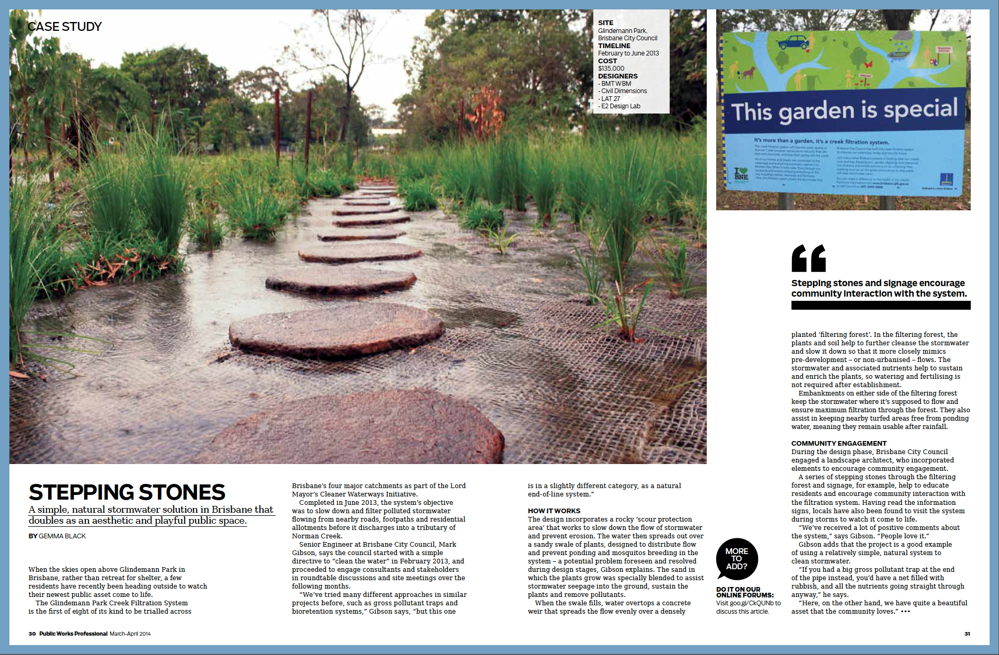 CASE STUDY
SITE
Glindemann Park,
Brisbane City Council
TIMELINE
February to June 2013
COST
$135,000
DESIGNERS
· BMT WBM
· Civil Dimensions
· LAT 27
· E2 Design Lab
TRANSFER
STATION
This garden is special
It's more than a garden, it's a creek filtration system.
I
BNE
STEPPING STONES
A simple, natural stormwater solution in Brisbane that
doubles as an aesthetic and playful public space.
BY GEMMA BLACK
When the skies open above Glindemann Park in
Brisbane, rather than retreat for shelter, a few
residents have recently been heading outside to watch
their newest public asset come to life.
The Glindemann Park Creek Filtration System
is the first of eight of its kind to be trialled across
Brisbane’s four major catchments as part of the Lord
Mayor’s Cleaner Waterways Initiative.
Completed in June 2013, the system’s objective
was to slow down and filter polluted stormwater
flowing from nearby roads, footpaths and residential
allotments before it discharges into a tributary of
Norman Creek.
Senior Engineer at Brisbane City Council, Mark
Gibson, says the council started with a simple
directive to “clean the water” in February 2013, and
proceeded to engage consultants and stakeholders
in roundtable discussions and site meetings over the
following months.
“We’ve tried many different approaches in similar
projects before, such as gross pollutant traps and
bioretention systems,” Gibson says, “but this one
is in a slightly different category, as a natural
end-of-line system.”
HOW IT WORKS
The design incorporates a rocky ‘scour protection
area’ that works to slow down the flow of stormwater
and prevent erosion. The water then spreads out over
a sandy swale of plants, designed to distribute flow
and prevent ponding and mosquitos breeding in the
system – a potential problem foreseen and resolved
during design stages, Gibson explains. The sand in
which the plants grow was specially blended to assist
stormwater seepage into the ground, sustain the
plants and remove pollutants.
When the swale fills, water overtops a concrete
weir that spreads the flow evenly over a densely
MORE
TO
ADD?
DO IT ON OUR
ONLINE FORUMS:
Visit goo.gl/CkQUNb to
discuss this article.
Stepping stones and signage encourage
community interaction with the system.
planted ‘filtering forest’. In the filtering forest, the
plants and soil help to further cleanse the stormwater
and slow it down so that it more closely mimics
pre-development – or non-urbanised – flows. The
stormwater and associated nutrients help to sustain
and enrich the plants, so watering and fertilising is
not required after establishment.
Embankments on either side of the filtering forest
keep the stormwater where it’s supposed to flow and
ensure maximum filtration through the forest. They also
assist in keeping nearby turfed areas free from ponding
water, meaning they remain usable after rainfall.
COMMUNITY ENGAGEMENT
During the design phase, Brisbane City Council
engaged a landscape architect, who incorporated
elements to encourage community engagement.
A series of stepping stones through the filtering
forest and signage, for example, help to educate
residents and encourage community interaction with
the filtration system. Having read the information
signs, locals have also been found to visit the system
during storms to watch it come to life.
“We’ve received a lot of positive comments about
the system,” says Gibson. “People love it.”
Gibson adds that the project is a good example
of using a relatively simple, natural system to
clean stormwater.
“If you had a big gross pollutant trap at the end
of the pipe instead, you’d have a net filled with
rubbish, and all the nutrients going straight through
anyway,” he says.
“Here, on the other hand, we have quite a beautiful
asset that the community loves.” •••
30 Public Works Professional March-April 2014
31